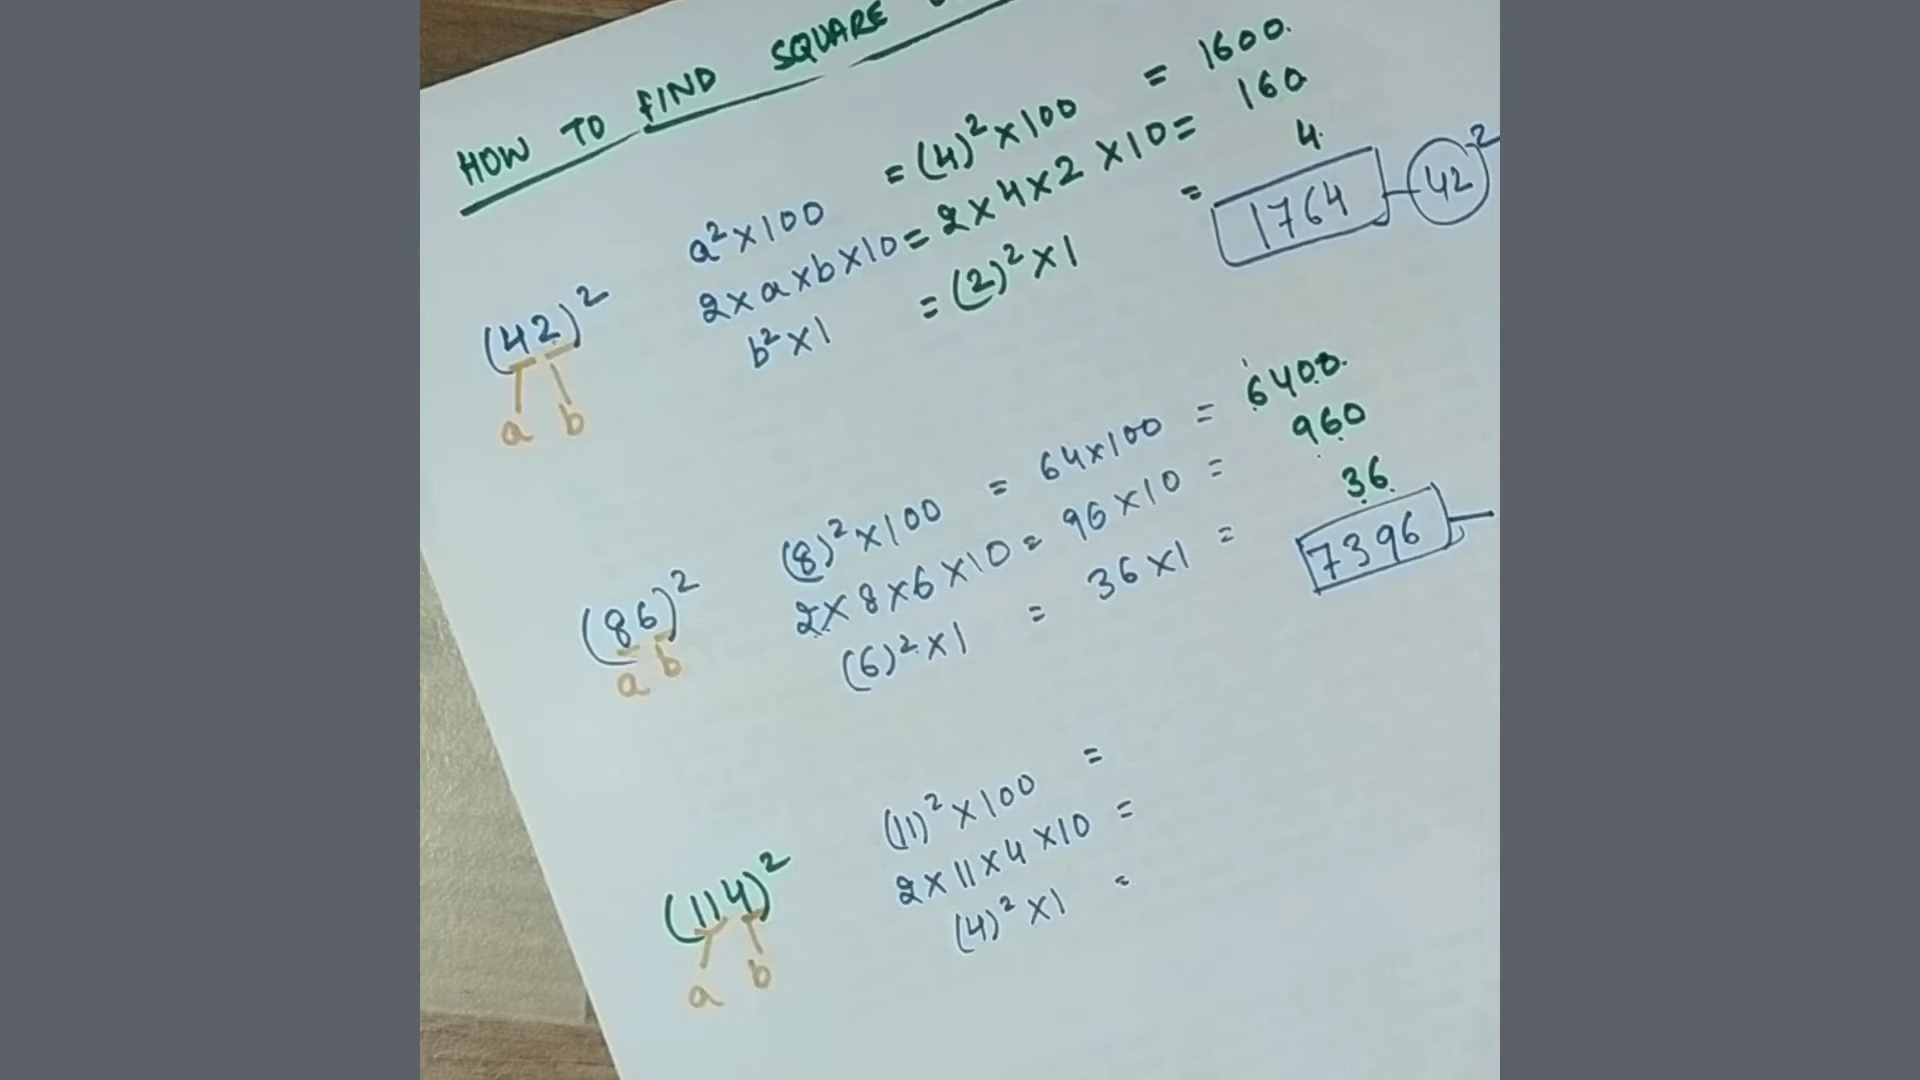 HOW TO FIND SQUARE
a²×100 = (4)²×100 = 1600
2×a×b×10 = 2×4×2×10 = 160
b²×1 = (2)²×1 = 4
(42)²
a b
1764 42²
(8)²×100 = 64×100 = 6400
2×8×6×10 = 96×10 = 960
(6)²×1 = 36×1 = 36
(86)²
a b
7396
(11)²×100 =
2×11×4×10 =
(4)²×1 =
(114)²
a b